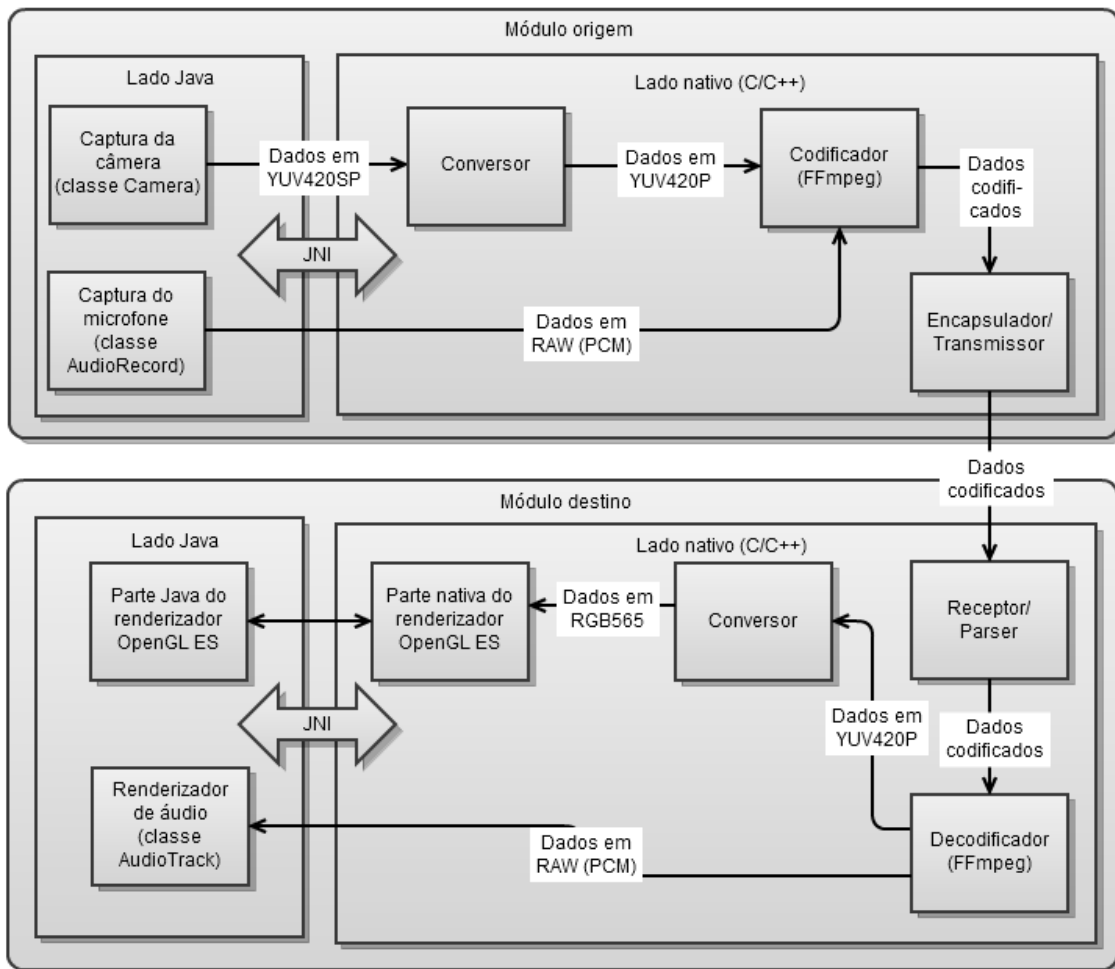 Módulo origem
Lado Java
Captura da
câmera
(classe Camera)
Captura do
microfone
(classe
AudioRecord)
Dados em
YUV420SP
JNI
Lado nativo (C/C++)
Conversor
Dados em
YUV420P
Codificador
(FFmpeg)
Dados
codifi-
cados
Dados em
RAW (PCM)
Encapsulador/
Transmissor
Dados
codificados
Módulo destino
Lado Java
Parte Java do
renderizador
OpenGL ES
Renderizador
de áudio
(classe
AudioTrack)
JNI
Lado nativo (C/C++)
Parte nativa do
renderizador
OpenGL ES
Dados em
RGB565
Conversor
Receptor/
Parser
Dados em
YUV420P
Dados
codificados
Decodificador
(FFmpeg)
Dados em
RAW (PCM)